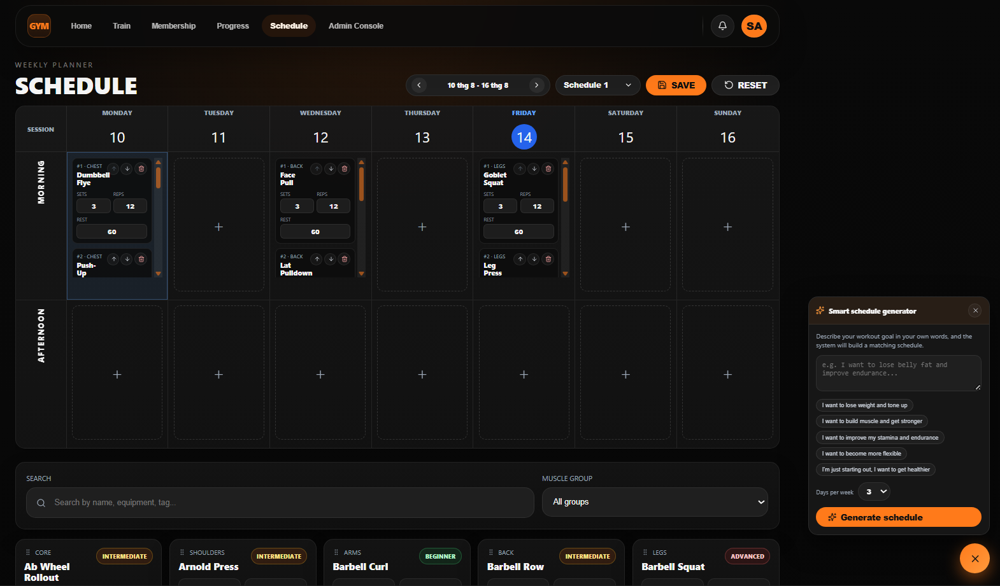 GYM
Home
Train
Membership
Progress
Schedule
Admin Console
SA
WEEKLY PLANNER
SCHEDULE
10 thg 8 - 16 thg 8
Schedule 1
SAVE
RESET
SESSION
MONDAY
10
TUESDAY
11
WEDNESDAY
12
THURSDAY
13
FRIDAY
14
SATURDAY
15
SUNDAY
16
MORNING
#1 · CHEST
Dumbbell
Flye
SETS
REPS
3
12
REST
60
#2 · CHEST
Push-
Up
#1 · BACK
Face
Pull
SETS
REPS
3
12
REST
60
#2 · BACK
Lat
Pulldown
#1 · LEGS
Goblet
Squat
SETS
REPS
3
12
REST
60
#2 · LEGS
Leg
Press
AFTERNOON
Smart schedule generator
Describe your workout goal in your own words, and the
system will build a matching schedule.
e.g. I want to lose belly fat and
improve endurance...
I want to lose weight and tone up
I want to build muscle and get stronger
I want to improve my stamina and endurance
I want to become more flexible
I'm just starting out, I want to get healthier
Days per week
3
Generate schedule
SEARCH
Search by name, equipment, tag...
MUSCLE GROUP
All groups
CORE
INTERMEDIATE
Ab Wheel
Rollout
SHOULDERS
INTERMEDIATE
Arnold Press
ARMS
BEGINNER
Barbell Curl
BACK
INTERMEDIATE
Barbell Row
LEGS
ADVANCED
Barbell Squat